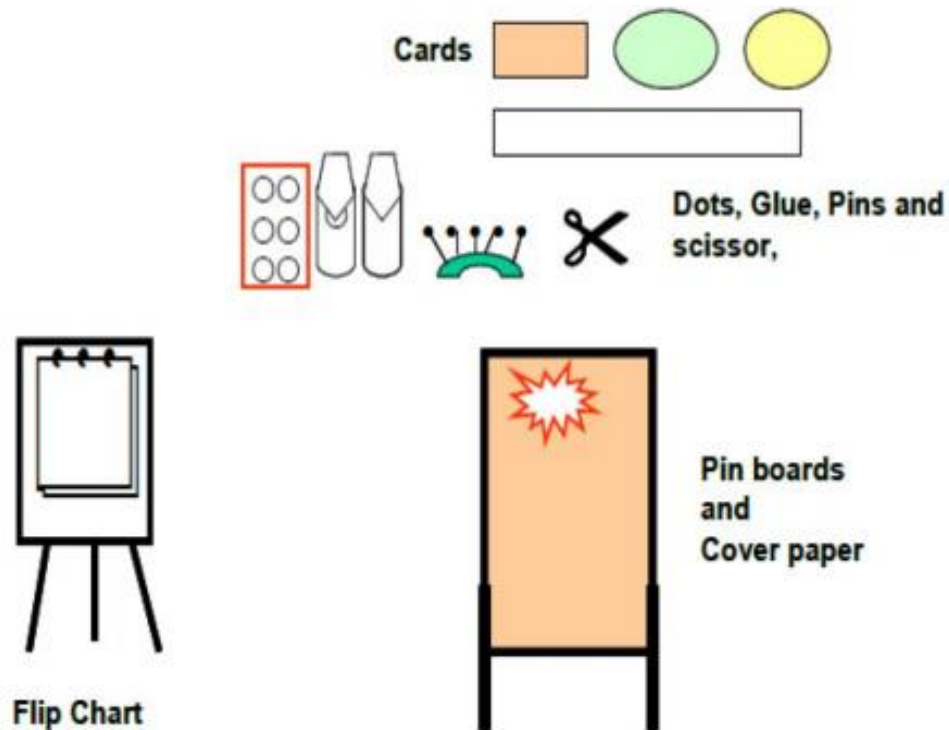 Cards
Dots, Glue, Pins and
scissor,
Pin boards
and
Cover paper
Flip Chart